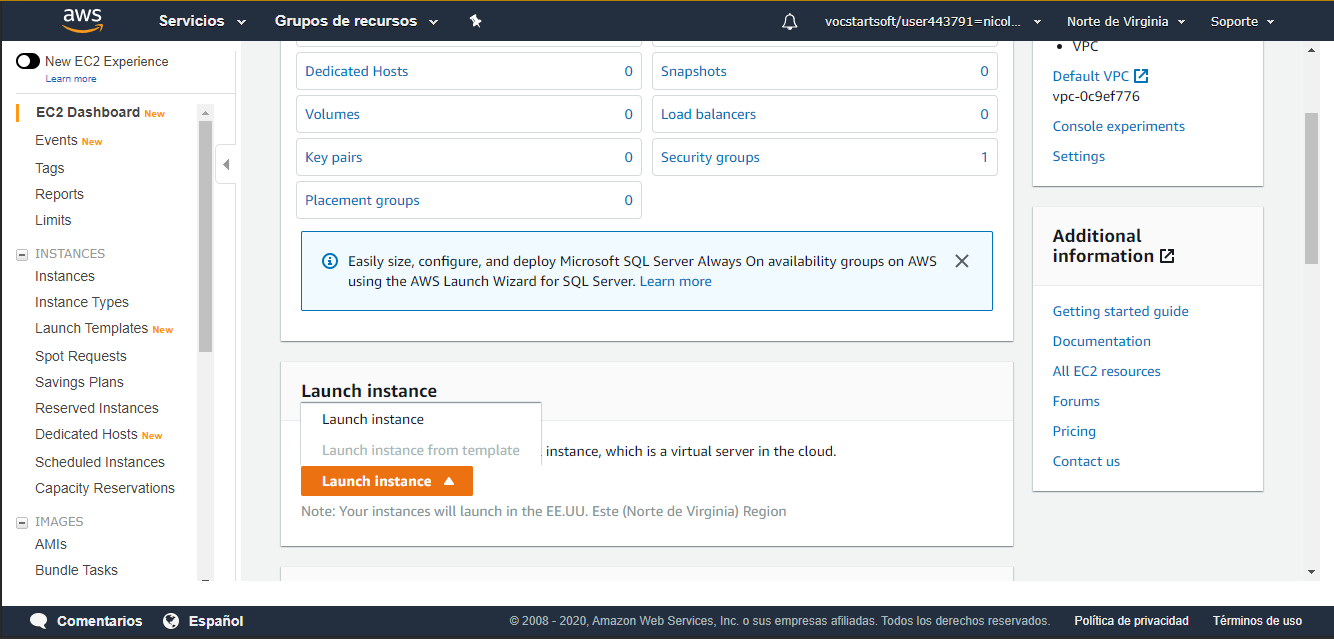 aws
Servicios
Grupos de recursos
vocstartsoft/user443791=nicol...
Norte de Virginia
Soporte
New EC2 Experience
Learn more
EC2 Dashboard New
Events New
Tags
Reports
Limits
INSTANCES
Instances
Instance Types
Launch Templates New
Spot Requests
Savings Plans
Reserved Instances
Dedicated Hosts New
Scheduled Instances
Capacity Reservations
IMAGES
AMIs
Bundle Tasks
Dedicated Hosts 0
Snapshots 0
Volumes 0
Load balancers 0
Key pairs 0
Security groups 1
Placement groups 0
Easily size, configure, and deploy Microsoft SQL Server Always On availability groups on AWS
using the AWS Launch Wizard for SQL Server. Learn more
Launch instance
Launch instance
Launch instance from template
instance, which is a virtual server in the cloud.
Launch instance
Note: Your instances will launch in the EE.UU. Este (Norte de Virginia) Region
VPC
Default VPC
vpc-0c9ef776
Console experiments
Settings
Additional
information
Getting started guide
Documentation
All EC2 resources
Forums
Pricing
Contact us
Comentarios
Español
© 2008 - 2020, Amazon Web Services, Inc. o sus empresas afiliadas. Todos los derechos reservados.
Política de privacidad
Términos de uso